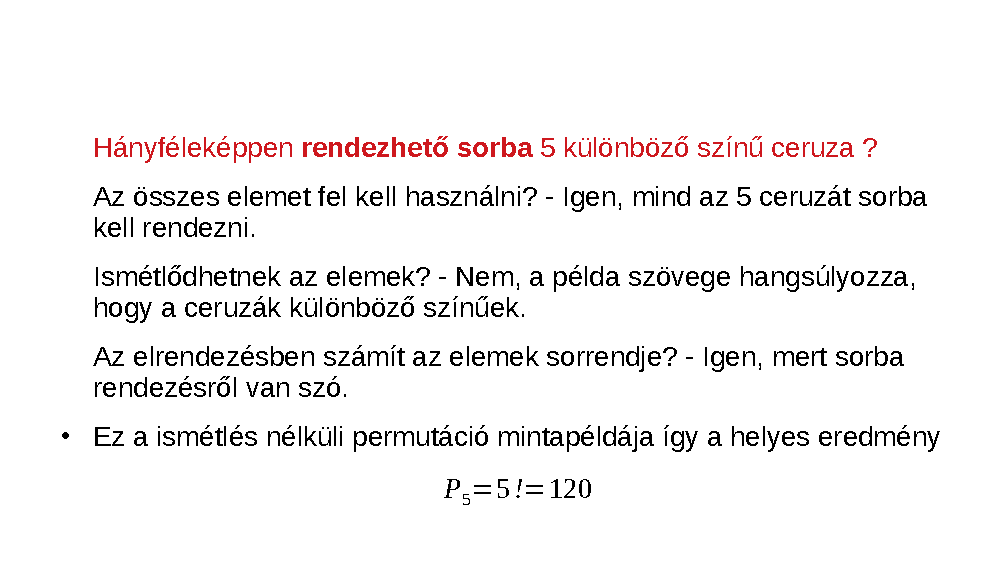 Hányféleképpen rendezhető sorba 5 különböző színű ceruza ?
Az összes elemet fel kell használni? - Igen, mind az 5 ceruzát sorba
kell rendezni.
Ismétlődhetnek az elemek? - Nem, a példa szövege hangsúlyozza,
hogy a ceruzák különböző színűek.
Az elrendezésben számít az elemek sorrendje? - Igen, mert sorba
rendezésről van szó.
• Ez a ismétlés nélküli permutáció mintapéldája így a helyes eredmény
P₅=5!=120